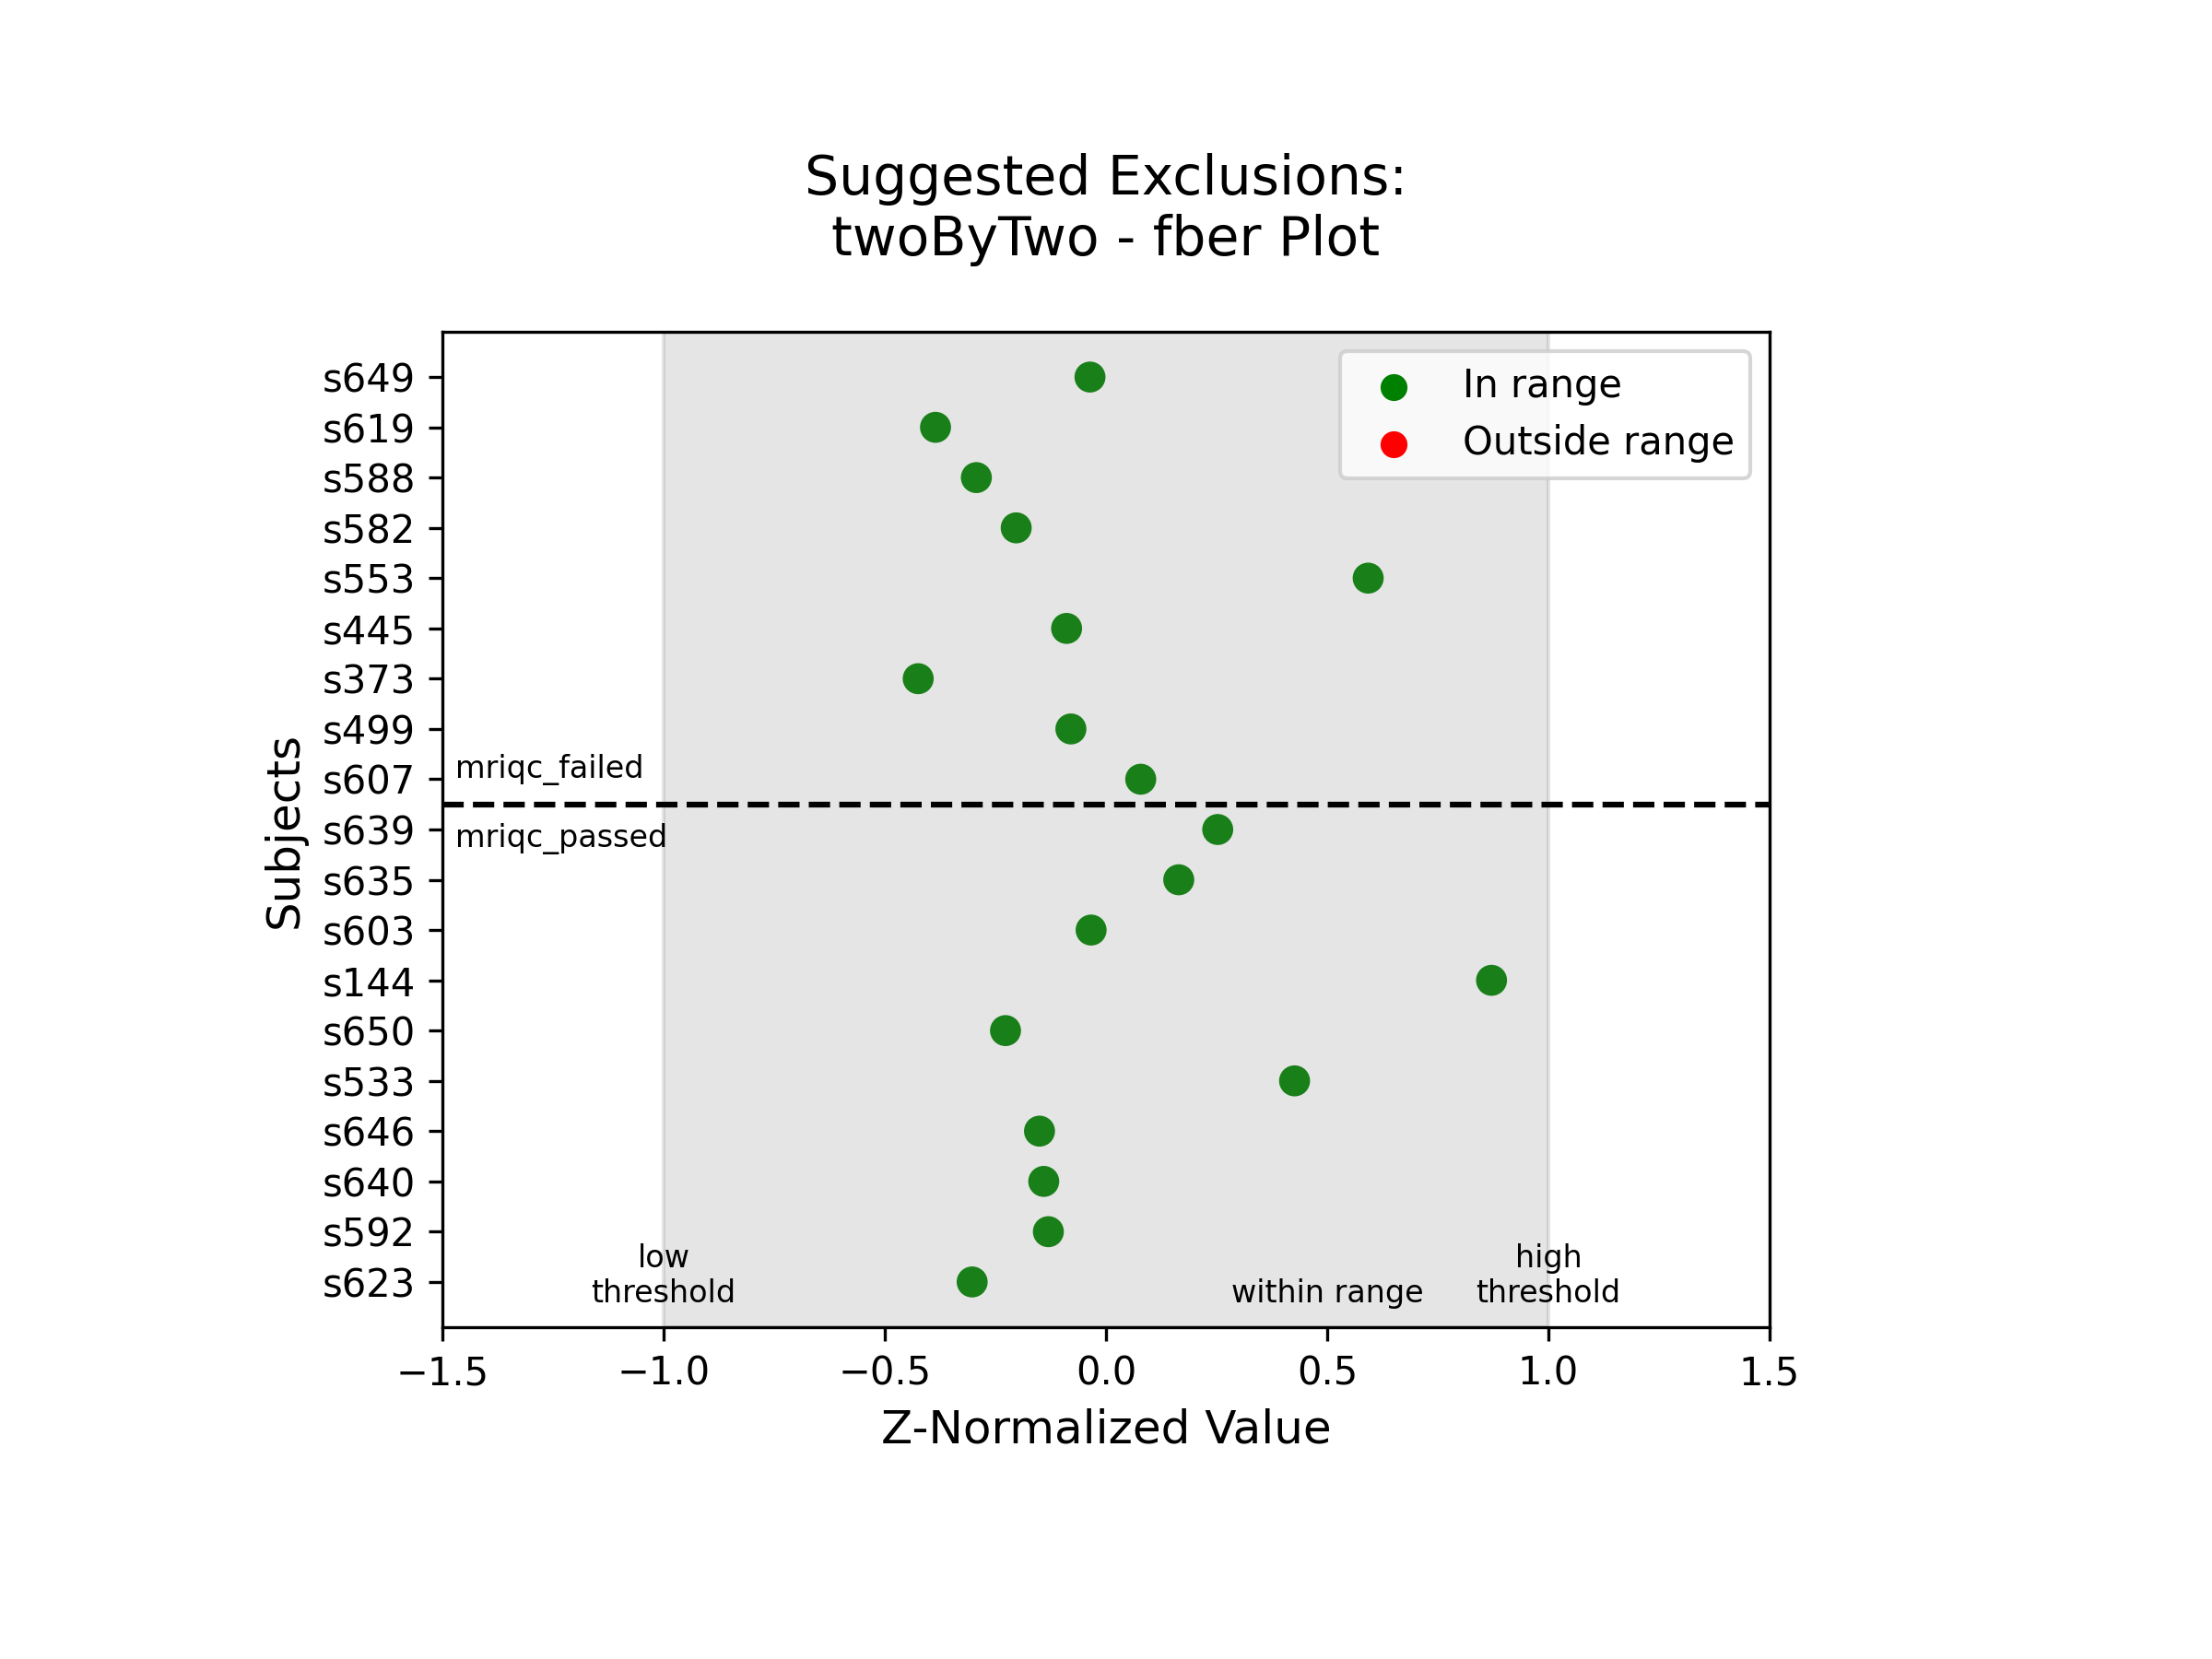 Suggested Exclusions:
twoByTwo - fber Plot
In range
Outside range
Subjects
s649
s619
s588
s582
s553
s445
s373
s499
s607
s639
s635
s603
s144
s650
s533
s646
s640
s592
s623
mriqc_failed
mriqc_passed
low
threshold
within range
high
threshold
−1.5 −1.0 −0.5 0.0 0.5 1.0 1.5
Z-Normalized Value